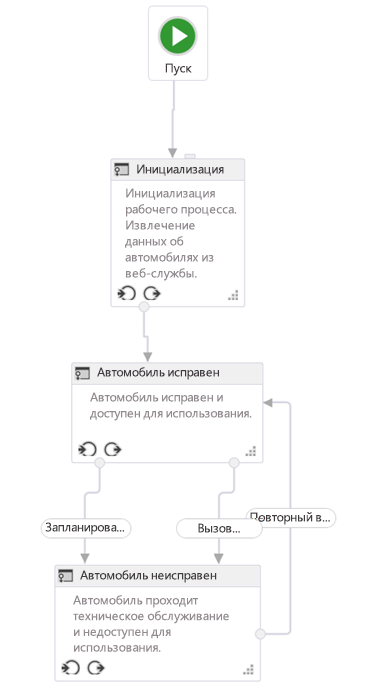 Пуск
Инициализация
Инициализация
рабочего процесса.
Извлечение
данных об
автомобилях из
веб-службы.
Автомобиль исправен
Автомобиль исправен и
доступен для использования.
Запланирова...
Вызов...
Повторный в...
Автомобиль неисправен
Автомобиль проходит
техническое обслуживание
и недоступен для
использования.